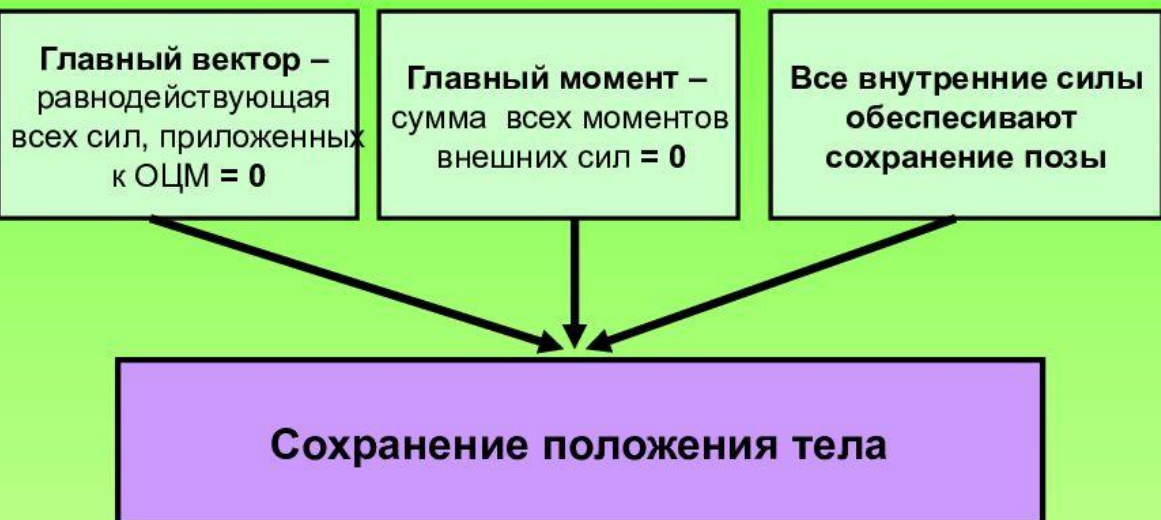 Главный вектор –
равнодействующая
всех сил, приложенных
к ОЦМ = 0
Главный момент –
сумма всех моментов
внешних сил = 0
Все внутренние силы
обеспесивают
сохранение позы
Сохранение положения тела